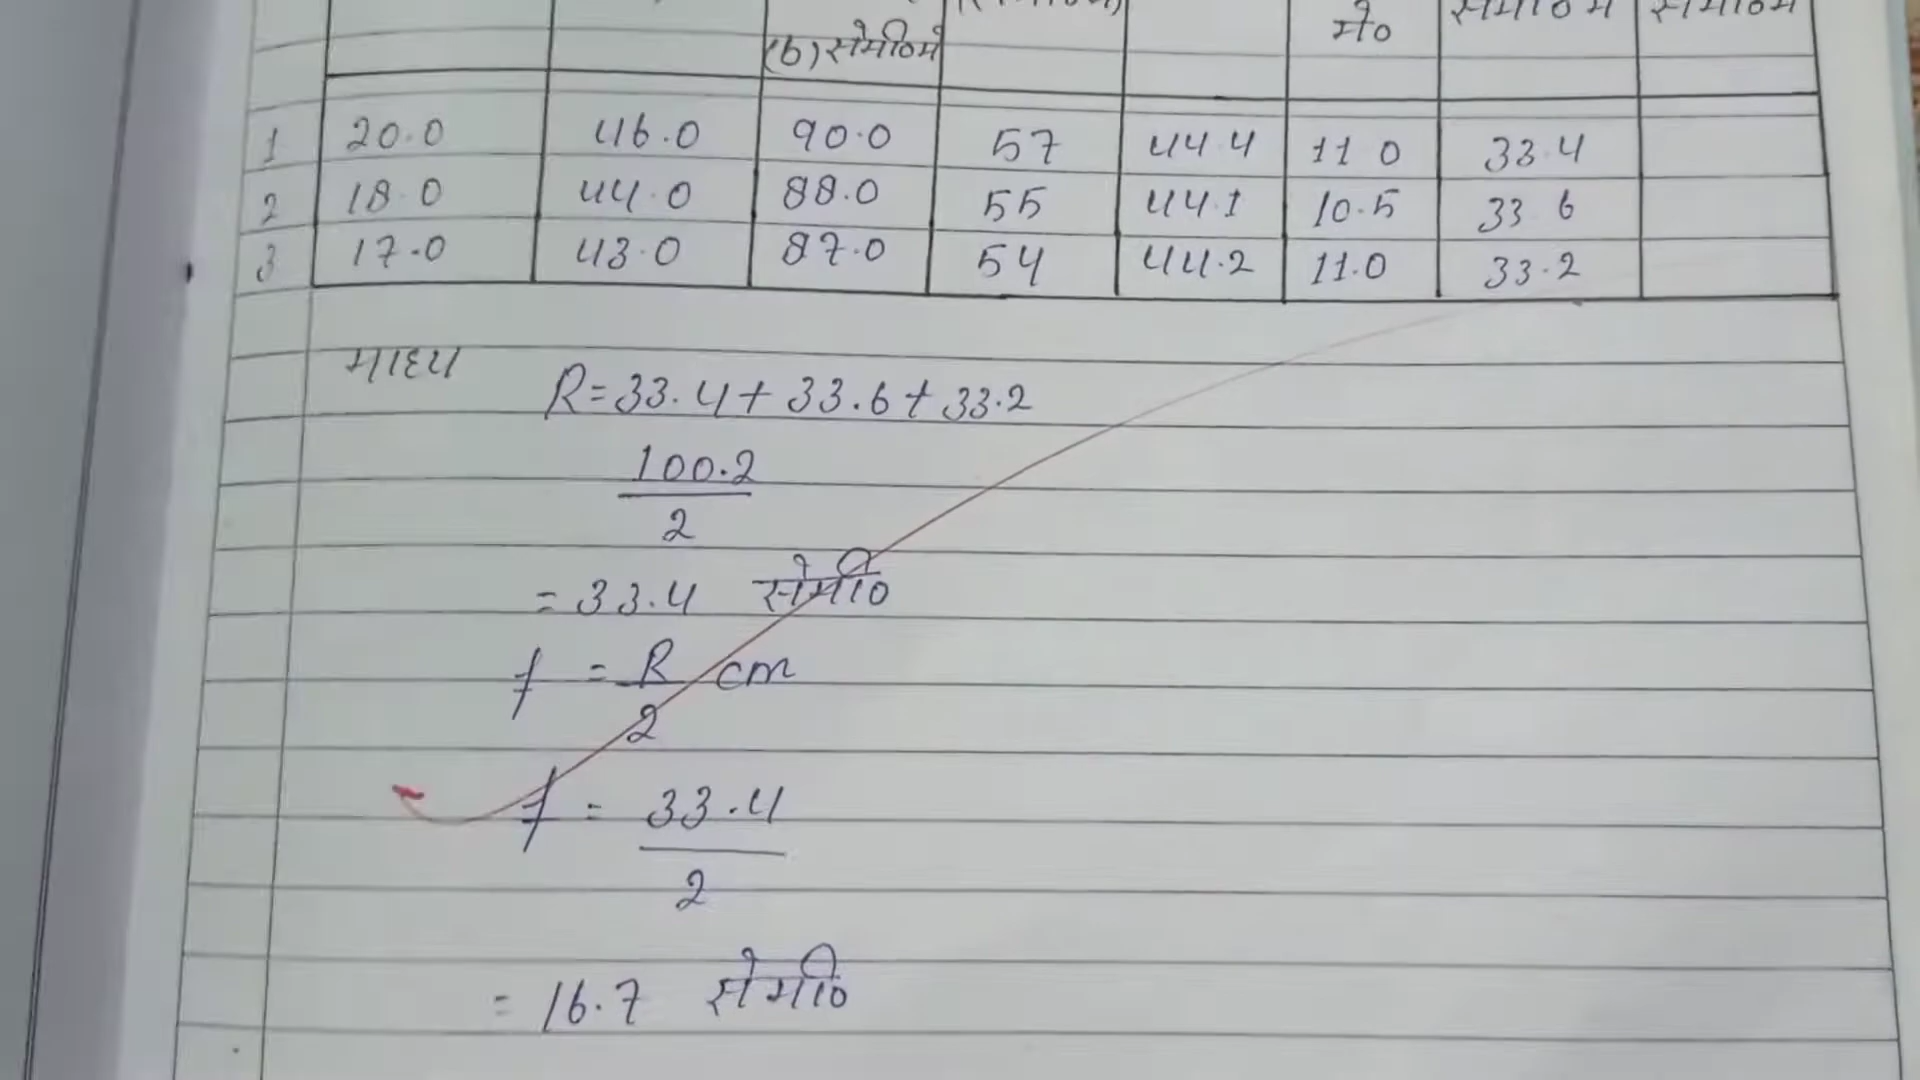 (b) सेमी०में
में०
1 20.0 46.0 90.0 57 44.4 11 0 33.4
2 18.0 44.0 88.0 55 44.1 10.5 33 6
3 17.0 43.0 87.0 54 44.2 11.0 33.2
माध्य R = 33.4 + 33.6 + 33.2
100.2
2
= 33.4 सेमी०
f = R cm
2
f = 33.4
2
= 16.7 सेमी०